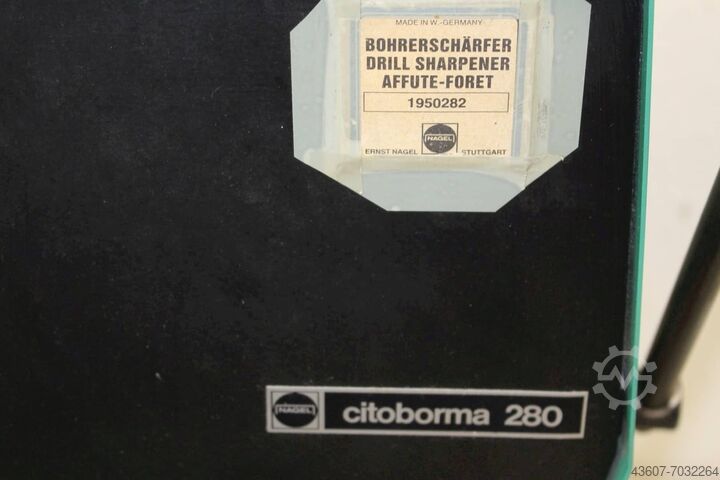 MADE IN W.-GERMANY
BOHRERSCHÄRFER
DRILL SHARPENER
AFFUTE-FORET
1950282
NAGEL
ERNST NAGEL STUTTGART
NAGEL citoborma 280
43607-7032264